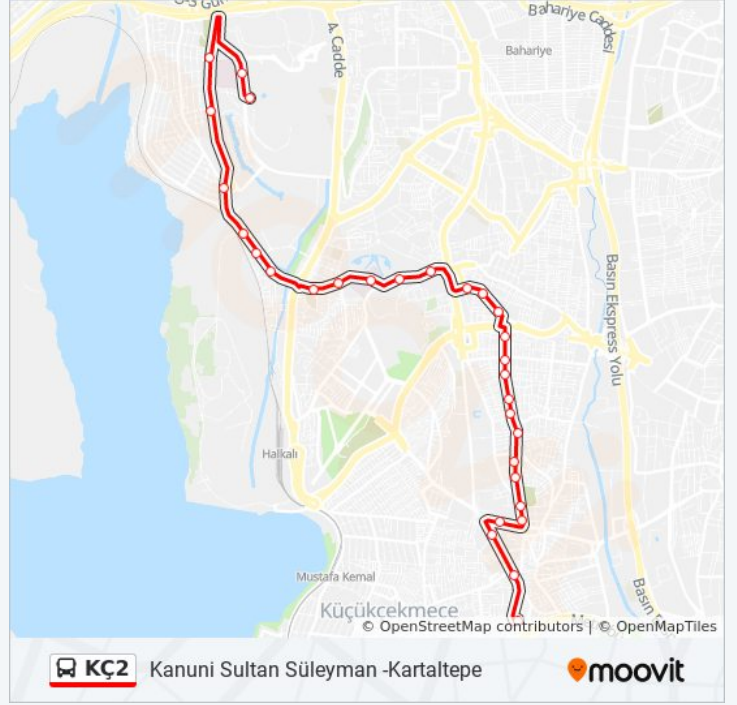 Bahariye Caddesi
A. Cadde
Bahariye
Basın Ekspress Yolu
Halkalı
Mustafa Kemal
Küçükçekmece
© OpenStreetMap contributors | © OpenMapTiles
KÇ2 Kanuni Sultan Süleyman -Kartaltepe
moovit